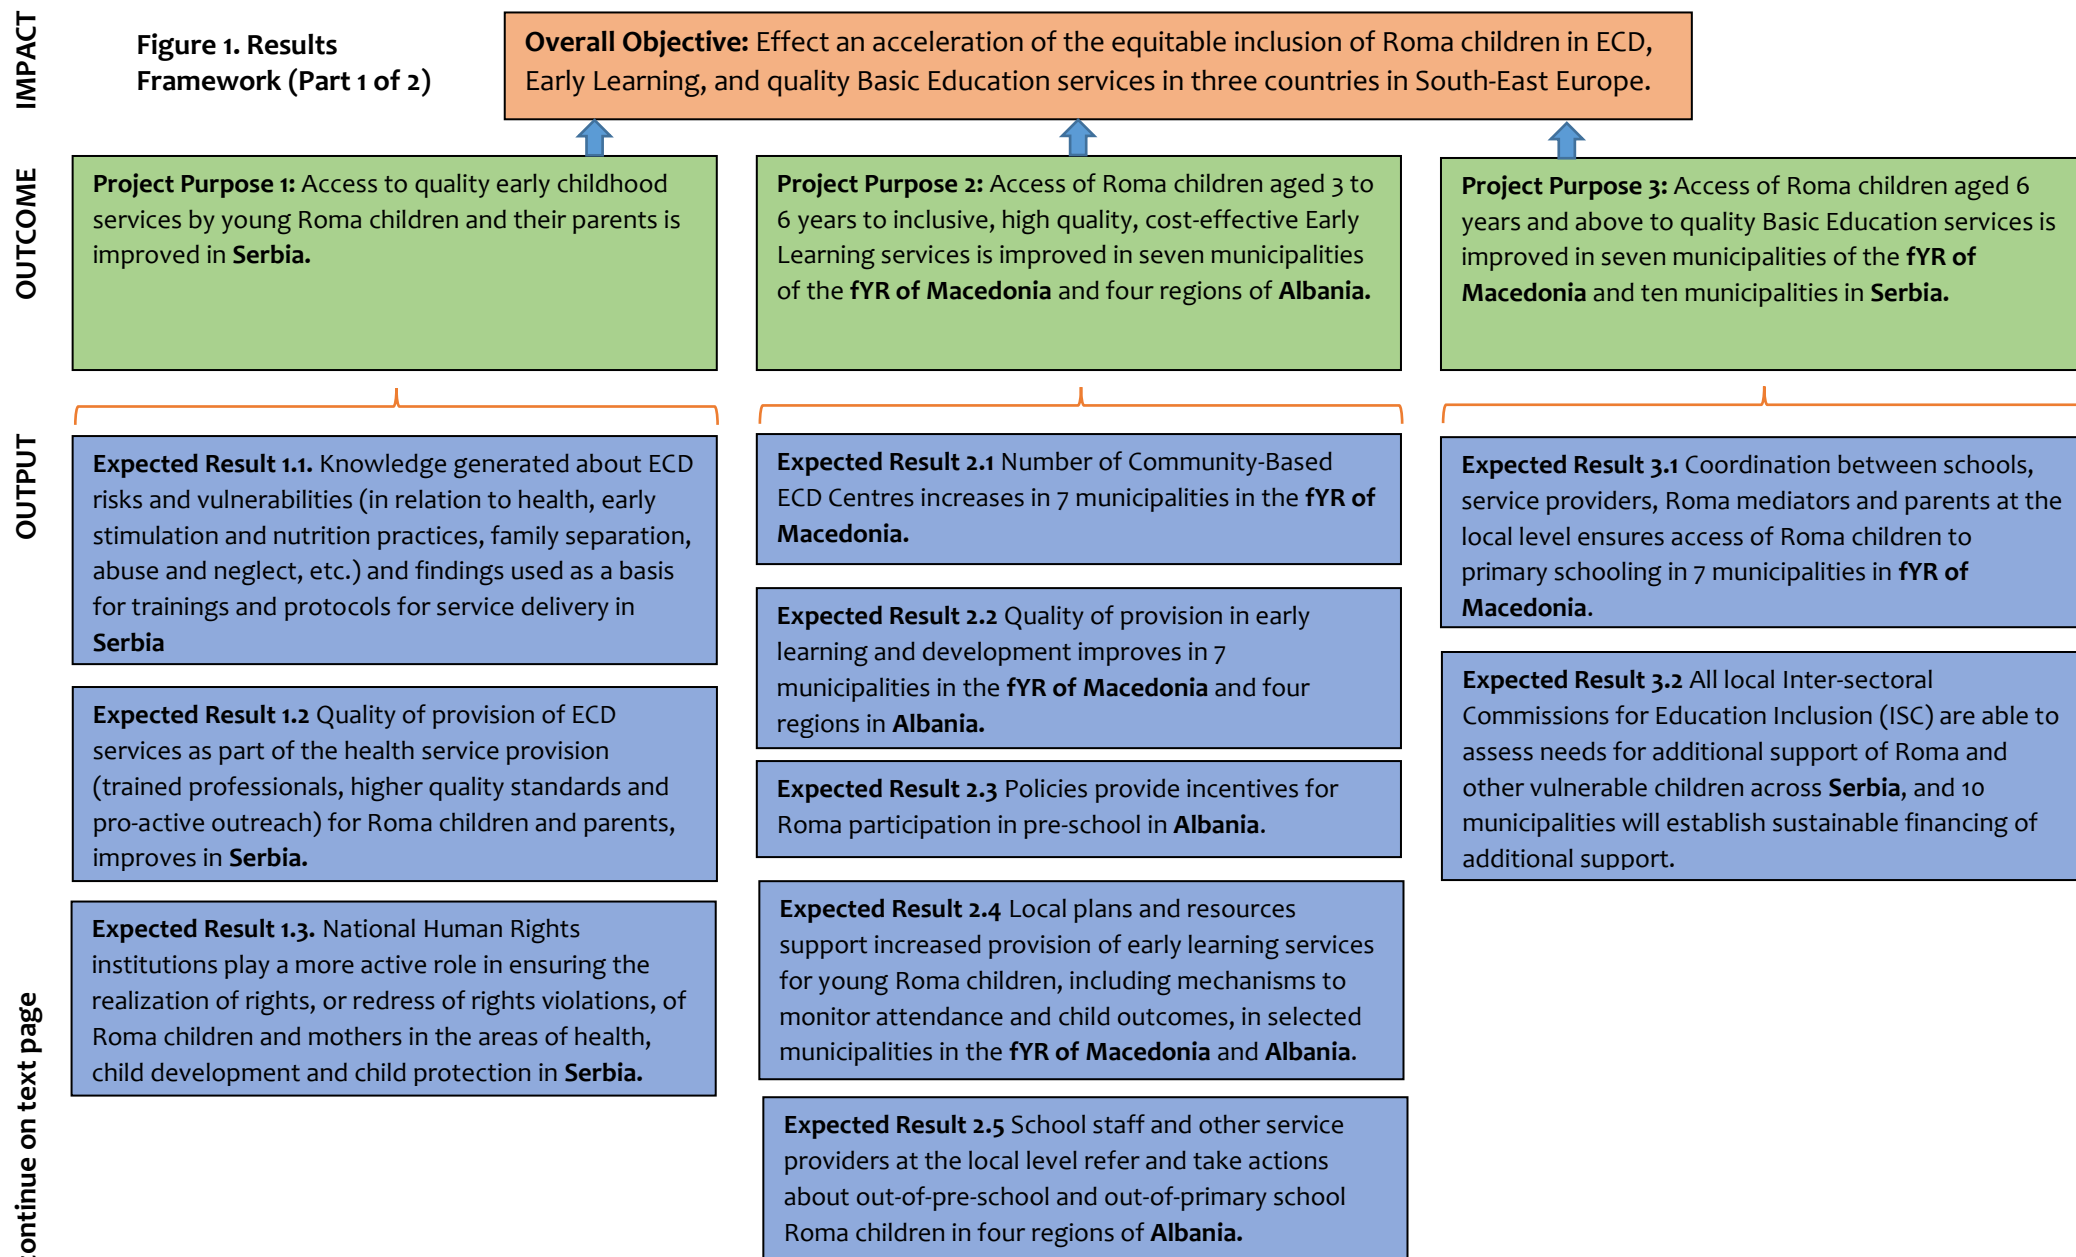 IMPACT
Figure 1. Results
Framework (Part 1 of 2)
Overall Objective: Effect an acceleration of the equitable inclusion of Roma children in ECD,
Early Learning, and quality Basic Education services in three countries in South-East Europe.
OUTCOME
Project Purpose 1: Access to quality early childhood
services by young Roma children and their parents is
improved in Serbia.
Project Purpose 2: Access of Roma children aged 3 to
6 years to inclusive, high quality, cost-effective Early
Learning services is improved in seven municipalities
of the fYR of Macedonia and four regions of Albania.
Project Purpose 3: Access of Roma children aged 6
years and above to quality Basic Education services is
improved in seven municipalities of the fYR of
Macedonia and ten municipalities in Serbia.
OUTPUT
Expected Result 1.1. Knowledge generated about ECD
risks and vulnerabilities (in relation to health, early
stimulation and nutrition practices, family separation,
abuse and neglect, etc.) and findings used as a basis
for trainings and protocols for service delivery in
Serbia
Expected Result 1.2 Quality of provision of ECD
services as part of the health service provision
(trained professionals, higher quality standards and
pro-active outreach) for Roma children and parents,
improves in Serbia.
Expected Result 1.3. National Human Rights
institutions play a more active role in ensuring the
realization of rights, or redress of rights violations, of
Roma children and mothers in the areas of health,
child development and child protection in Serbia.
Expected Result 2.1 Number of Community-Based
ECD Centres increases in 7 municipalities in the fYR of
Macedonia.
Expected Result 2.2 Quality of provision in early
learning and development improves in 7
municipalities in the fYR of Macedonia and four
regions in Albania.
Expected Result 2.3 Policies provide incentives for
Roma participation in pre-school in Albania.
Expected Result 2.4 Local plans and resources
support increased provision of early learning services
for young Roma children, including mechanisms to
monitor attendance and child outcomes, in selected
municipalities in the fYR of Macedonia and Albania.
Expected Result 2.5 School staff and other service
providers at the local level refer and take actions
about out-of-pre-school and out-of-primary school
Roma children in four regions of Albania.
Expected Result 3.1 Coordination between schools,
service providers, Roma mediators and parents at the
local level ensures access of Roma children to
primary schooling in 7 municipalities in fYR of
Macedonia.
Expected Result 3.2 All local Inter-sectoral
Commissions for Education Inclusion (ISC) are able to
assess needs for additional support of Roma and
other vulnerable children across Serbia, and 10
municipalities will establish sustainable financing of
additional support.
continue on text page